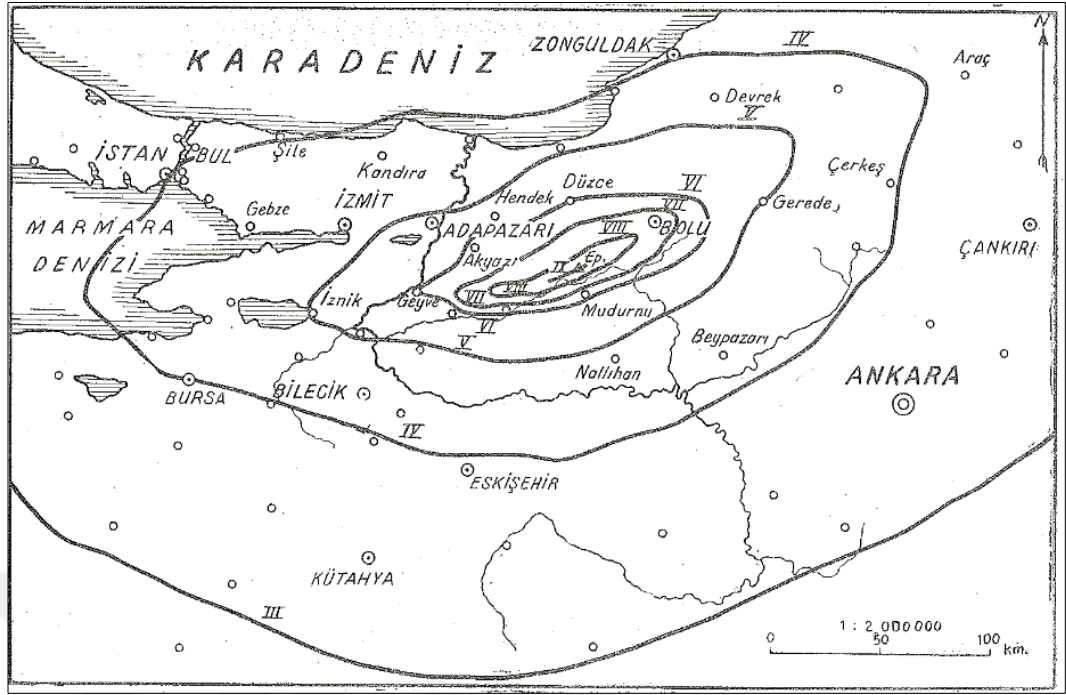 N
IV
ZONGULDAK
KARADENİZ
Araç
Devrek
V
İSTANBUL
Şile
Kandıra
Çerkeş
Düzce
VI
İZMİT
Hendek
VII
Gerede
Gebze
MARMARA
ADAPAZARI
VIII
BOLU
DENİZİ
Akyazı
Ep.
ÇANKIRI
IX
İznik
Geyve
VII
VIII
Mudurnu
VI
V
Beypazarı
Nallıhan
ANKARA
BURSA
BİLECİK
IV
ESKİŞEHİR
KÜTAHYA
III
1 : 2 000000
0 50 100
km.